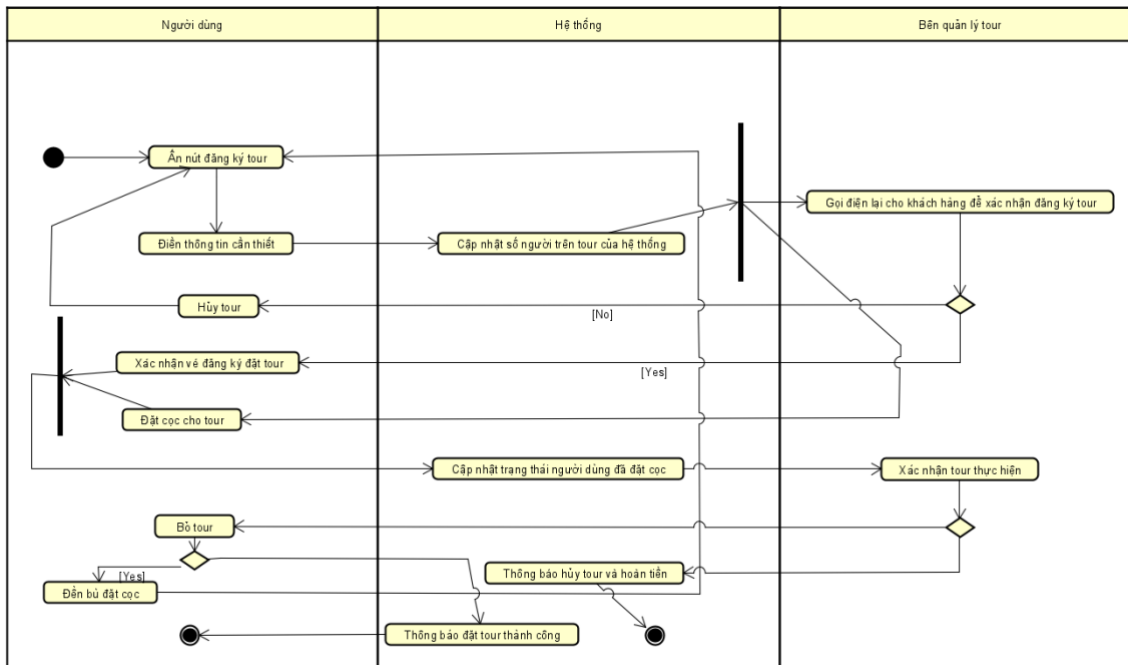 Người dùng
Hệ thống
Bên quản lý tour
Ấn nút đăng ký tour
Gọi điện lại cho khách hàng để xác nhận đăng ký tour
Điền thông tin cần thiết
Cập nhật số người trên tour của hệ thống
Hủy tour
[No]
Xác nhận vé đăng ký đặt tour
[Yes]
Đặt cọc cho tour
Cập nhật trạng thái người dùng đã đặt cọc
Xác nhận tour thực hiện
Bỏ tour
[Yes]
Thông báo hủy tour và hoàn tiền
Đền bù đặt cọc
Thông báo đặt tour thành công